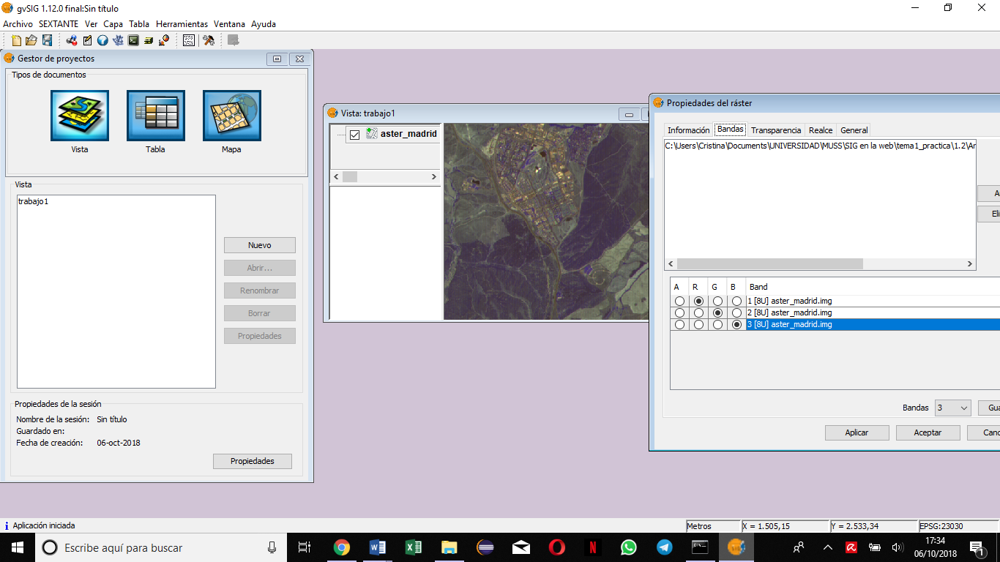 gvSIG 1.12.0 final:Sin título
Archivo SEXTANTE Ver Capa Tabla Herramientas Ventana Ayuda
Gestor de proyectos
Tipos de documentos
Vista Tabla Mapa
Vista
trabajo1
Nuevo
Abrir...
Renombrar
Borrar
Propiedades
Propiedades de la sesión
Nombre de la sesión: Sin título
Guardado en:
Fecha de creación: 06-oct-2018
Propiedades
Vista: trabajo1
aster_madrid
Propiedades del ráster
Información Bandas Transparencia Realce General
C:\Users\Cristina\Documents\UNIVERSIDAD\MUSS\SIG en la web\tema1_practica\1.2\Ar
A
Eli
A R G B Band
1 [8U] aster_madrid.img
2 [8U] aster_madrid.img
3 [8U] aster_madrid.img
Bandas 3 Gua
Aplicar Aceptar Canc
Aplicación iniciada
Metros X = 1.505,15 Y = 2.533,34 EPSG:23030
Escribe aquí para buscar
17:34
06/10/2018
1